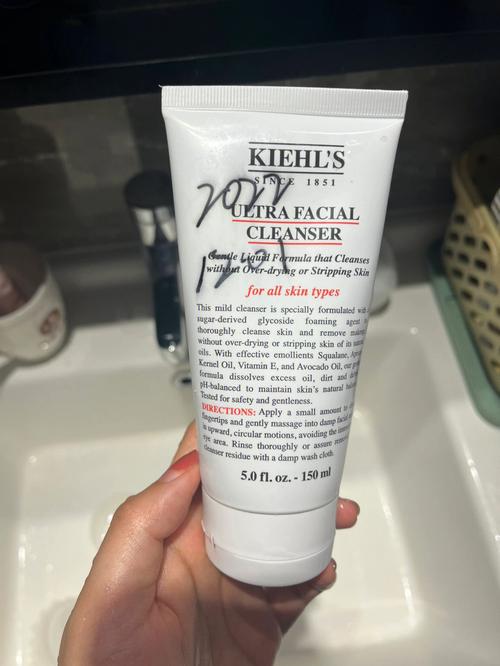 KIEHL'S
SINCE 1851
2022
ULTRA FACIAL
CLEANSER
Gentle Liquid Formula that Cleanses
without Over-drying or Stripping Skin
for all skin types
This mild cleanser is specially formulated with
sugar-derived glycoside foaming agent
thoroughly cleanse skin and remove
without over-drying or stripping skin of its
oils. With effective emollients Squalane,
Kernel Oil, Vitamin E, and Avocado Oil, our
formula dissolves excess oil, dirt and
pH-balanced to maintain skin's natural
Tested for safety and gentleness.
DIRECTIONS: Apply a small amount
fingertips and gently massage into damp facial
in upward, circular motions, avoiding the
eye area. Rinse thoroughly or assure
cleanser residue with a damp wash cloth.
5.0 fl. oz. - 150 ml